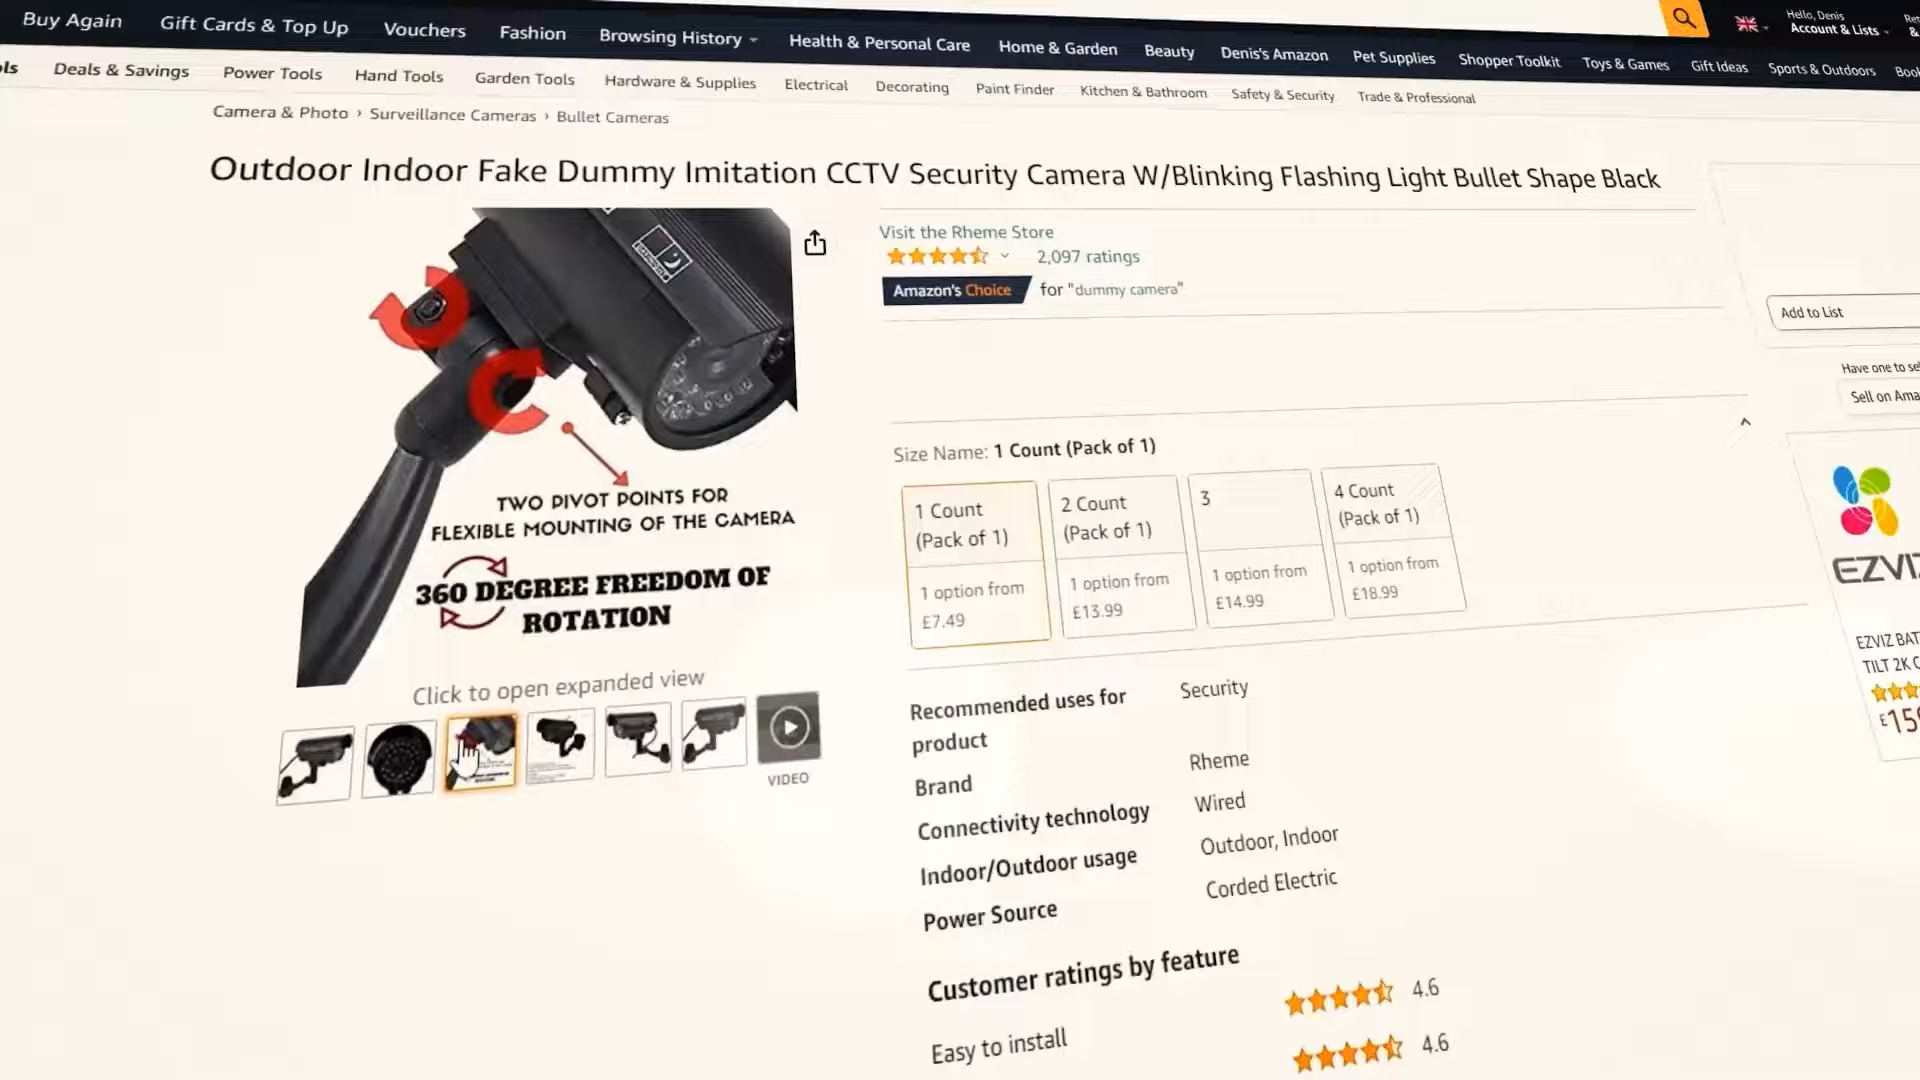 Buy Again Gift Cards & Top Up Vouchers Fashion Browsing History Health & Personal Care Home & Garden Beauty Denis's Amazon Pet Supplies Shopper Toolkit Toys & Games Gift Ideas Sports & Outdoors
Hello, Denis
Account & Lists
Deals & Savings Power Tools Hand Tools Garden Tools Hardware & Supplies Electrical Decorating Paint Finder Kitchen & Bathroom Safety & Security Trade & Professional
Camera & Photo › Surveillance Cameras › Bullet Cameras
Outdoor Indoor Fake Dummy Imitation CCTV Security Camera W/Blinking Flashing Light Bullet Shape Black
Visit the Rheme Store
2,097 ratings
Amazon's Choice for "dummy camera"
TWO PIVOT POINTS FOR
FLEXIBLE MOUNTING OF THE CAMERA
360 DEGREE FREEDOM OF
ROTATION
Click to open expanded view
VIDEO
Size Name: 1 Count (Pack of 1)
1 Count
(Pack of 1)
1 option from
£7.49
2 Count
(Pack of 1)
1 option from
£13.99
3
1 option from
£14.99
4 Count
(Pack of 1)
1 option from
£18.99
Recommended uses for
product
Security
Brand
Rheme
Connectivity technology
Wired
Indoor/Outdoor usage
Outdoor, Indoor
Power Source
Corded Electric
Customer ratings by feature
4.6
Easy to install
4.6
Add to List
Have one to
Sell on
EZVIZ
TILT 2K